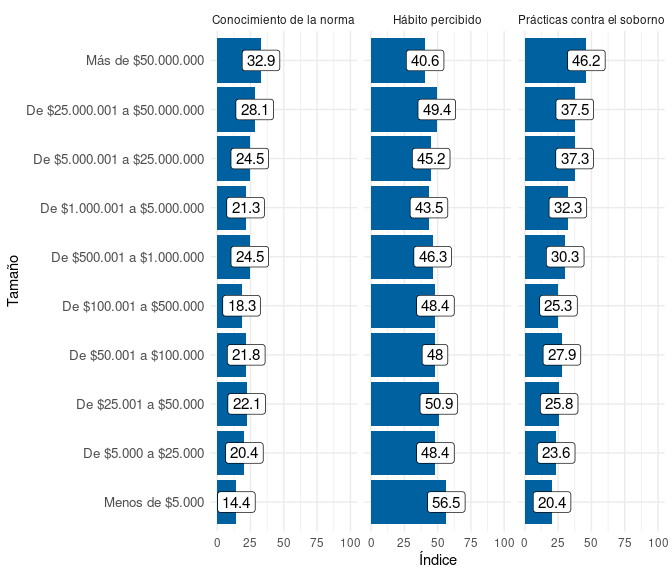 Conocimiento de la norma Hábito percibido Prácticas contra el soborno
Más de $50.000.000 32.9 40.6 46.2
De $25.000.001 a $50.000.000 28.1 49.4 37.5
De $5.000.001 a $25.000.000 24.5 45.2 37.3
De $1.000.001 a $5.000.000 21.3 43.5 32.3
De $500.001 a $1.000.000 24.5 46.3 30.3
Tamaño
De $100.001 a $500.000 18.3 48.4 25.3
De $50.001 a $100.000 21.8 48 27.9
De $25.001 a $50.000 22.1 50.9 25.8
De $5.000 a $25.000 20.4 48.4 23.6
Menos de $5.000 14.4 56.5 20.4
0 25 50 75 100 0 25 50 75 100 0 25 50 75 100
Índice